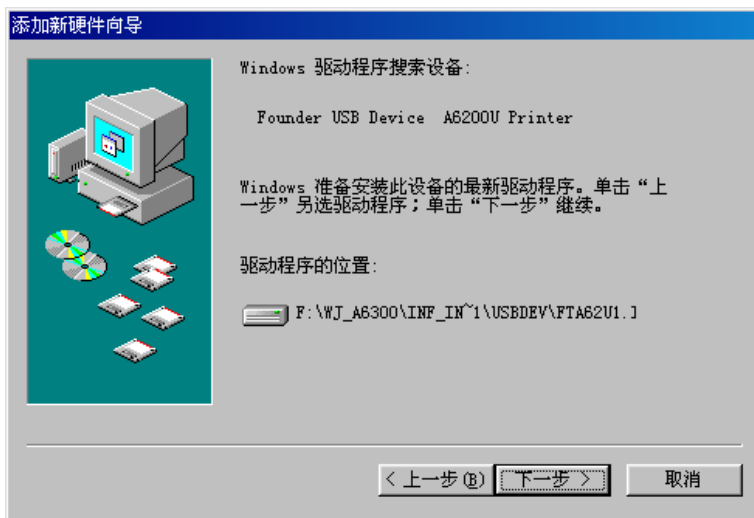 添加新硬件向导
Windows 驱动程序搜索设备:
Founder USB Device A6200U Printer
Windows 准备安装此设备的最新驱动程序。单击“上
一步”另选驱动程序；单击“下一步”继续。
驱动程序的位置:
F:\WJ_A6300\INF_IN~1\USBDEV\FTA62U1.I
< 上一步(B)
下一步 >
取消